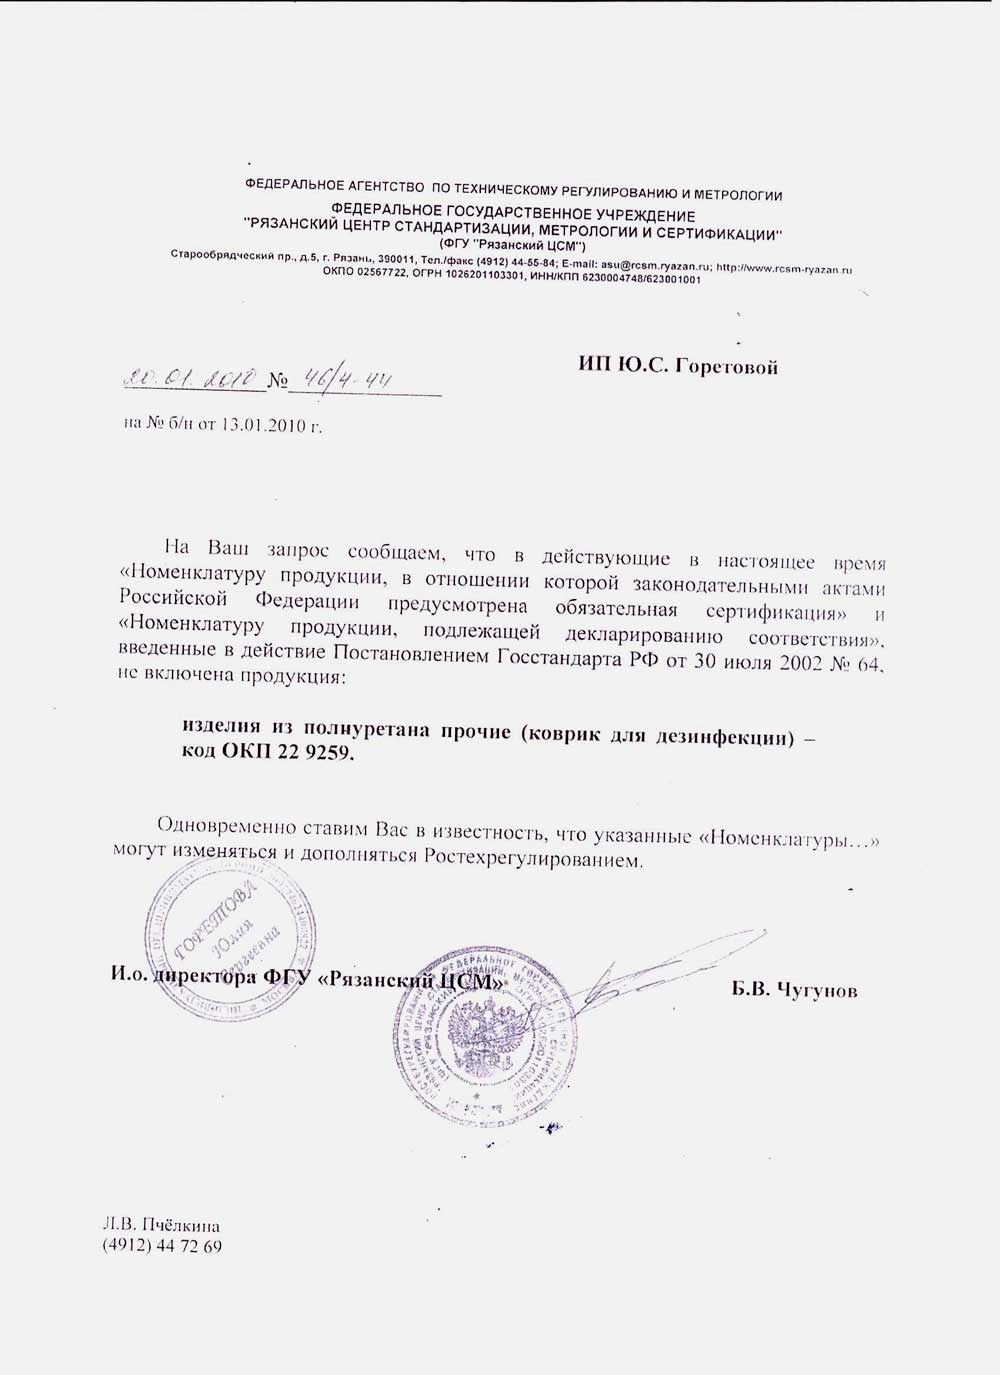 ФЕДЕРАЛЬНОЕ АГЕНТСТВО ПО ТЕХНИЧЕСКОМУ РЕГУЛИРОВАНИЮ И МЕТРОЛОГИИ
ФЕДЕРАЛЬНОЕ ГОСУДАРСТВЕННОЕ УЧРЕЖДЕНИЕ
"РЯЗАНСКИЙ ЦЕНТР СТАНДАРТИЗАЦИИ, МЕТРОЛОГИИ И СЕРТИФИКАЦИИ"
(ФГУ "Рязанский ЦСМ")
Старообрядческий пр., д.5, г. Рязань, 390011, Тел./факс (4912) 44-55-84; E-mail: asu@rcsm.ryazan.ru; http://www.rcsm-ryazan.ru
ОКПО 02567722, ОГРН 1026201103301, ИНН/КПП 6230004748/623001001
ИП Ю.С. Горетовой
20.01.2010 № 46/4-44
на № б/н от 13.01.2010 г.
На Ваш запрос сообщаем, что в действующие в настоящее время
«Номенклатуру продукции, в отношении которой законодательными актами
Российской Федерации предусмотрена обязательная сертификация» и
«Номенклатуру продукции, подлежащей декларированию соответствия»,
введенные в действие Постановлением Госстандарта РФ от 30 июля 2002 № 64,
не включена продукция:
изделия из полиуретана прочие (коврик для дезинфекции) –
код ОКП 22 9259.
Одновременно ставим Вас в известность, что указанные «Номенклатуры…»
могут изменяться и дополняться Ростехрегулированием.
ГОРЕТОВА
Юлия
Сергеевна
И.о. директора ФГУ «Рязанский ЦСМ»
Б.В. Чугунов
Л.В. Пчёлкина
(4912) 44 72 69